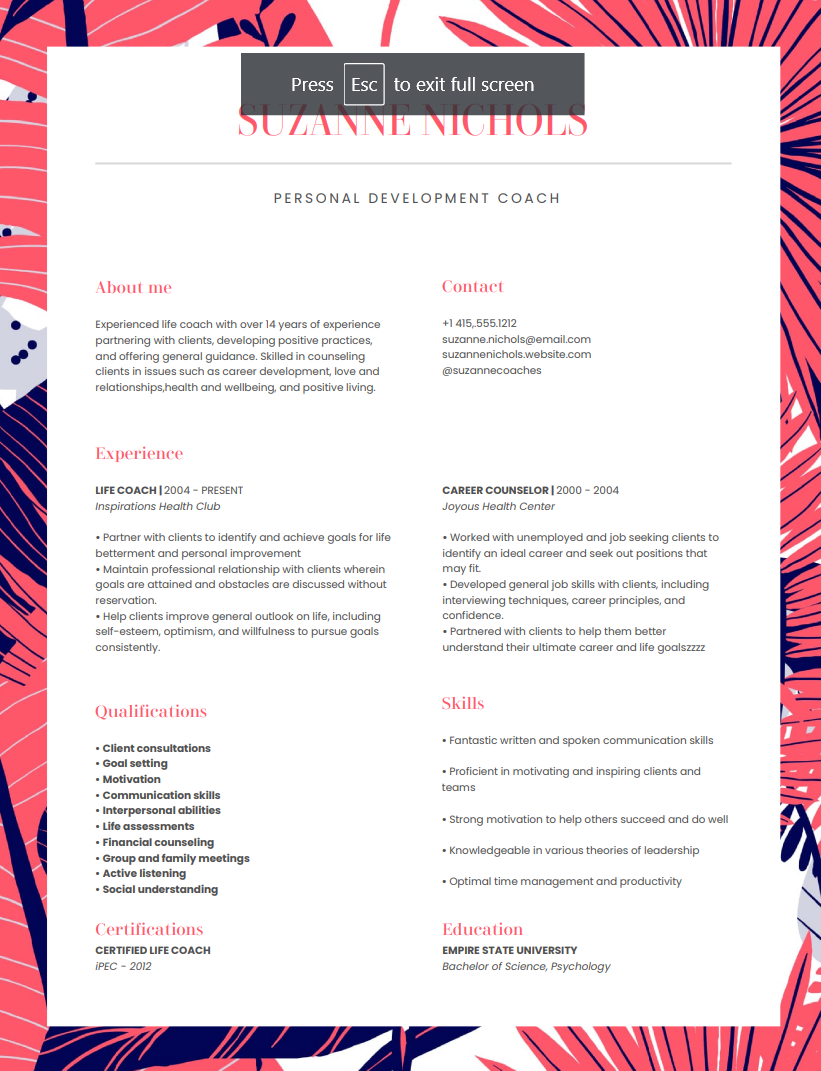 Press Esc to exit full screen
SUZANNE NICHOLS
PERSONAL DEVELOPMENT COACH
About me
Experienced life coach with over 14 years of experience
partnering with clients, developing positive practices,
and offering general guidance. Skilled in counseling
clients in issues such as career development, love and
relationships,health and wellbeing, and positive living.
Contact
+1 415,.555.1212
suzanne.nichols@email.com
suzannenichols.website.com
@suzannecoaches
Experience
LIFE COACH | 2004 - PRESENT
Inspirations Health Club
• Partner with clients to identify and achieve goals for life
betterment and personal improvement
• Maintain professional relationship with clients wherein
goals are attained and obstacles are discussed without
reservation.
• Help clients improve general outlook on life, including
self-esteem, optimism, and willfulness to pursue goals
consistently.
CAREER COUNSELOR | 2000 - 2004
Joyous Health Center
• Worked with unemployed and job seeking clients to
identify an ideal career and seek out positions that
may fit.
• Developed general job skills with clients, including
interviewing techniques, career principles, and
confidence.
• Partnered with clients to help them better
understand their ultimate career and life goalszzzz
Qualifications
• Client consultations
• Goal setting
• Motivation
• Communication skills
• Interpersonal abilities
• Life assessments
• Financial counseling
• Group and family meetings
• Active listening
• Social understanding
Skills
• Fantastic written and spoken communication skills
• Proficient in motivating and inspiring clients and
teams
• Strong motivation to help others succeed and do well
• Knowledgeable in various theories of leadership
• Optimal time management and productivity
Certifications
CERTIFIED LIFE COACH
iPEC - 2012
Education
EMPIRE STATE UNIVERSITY
Bachelor of Science, Psychology